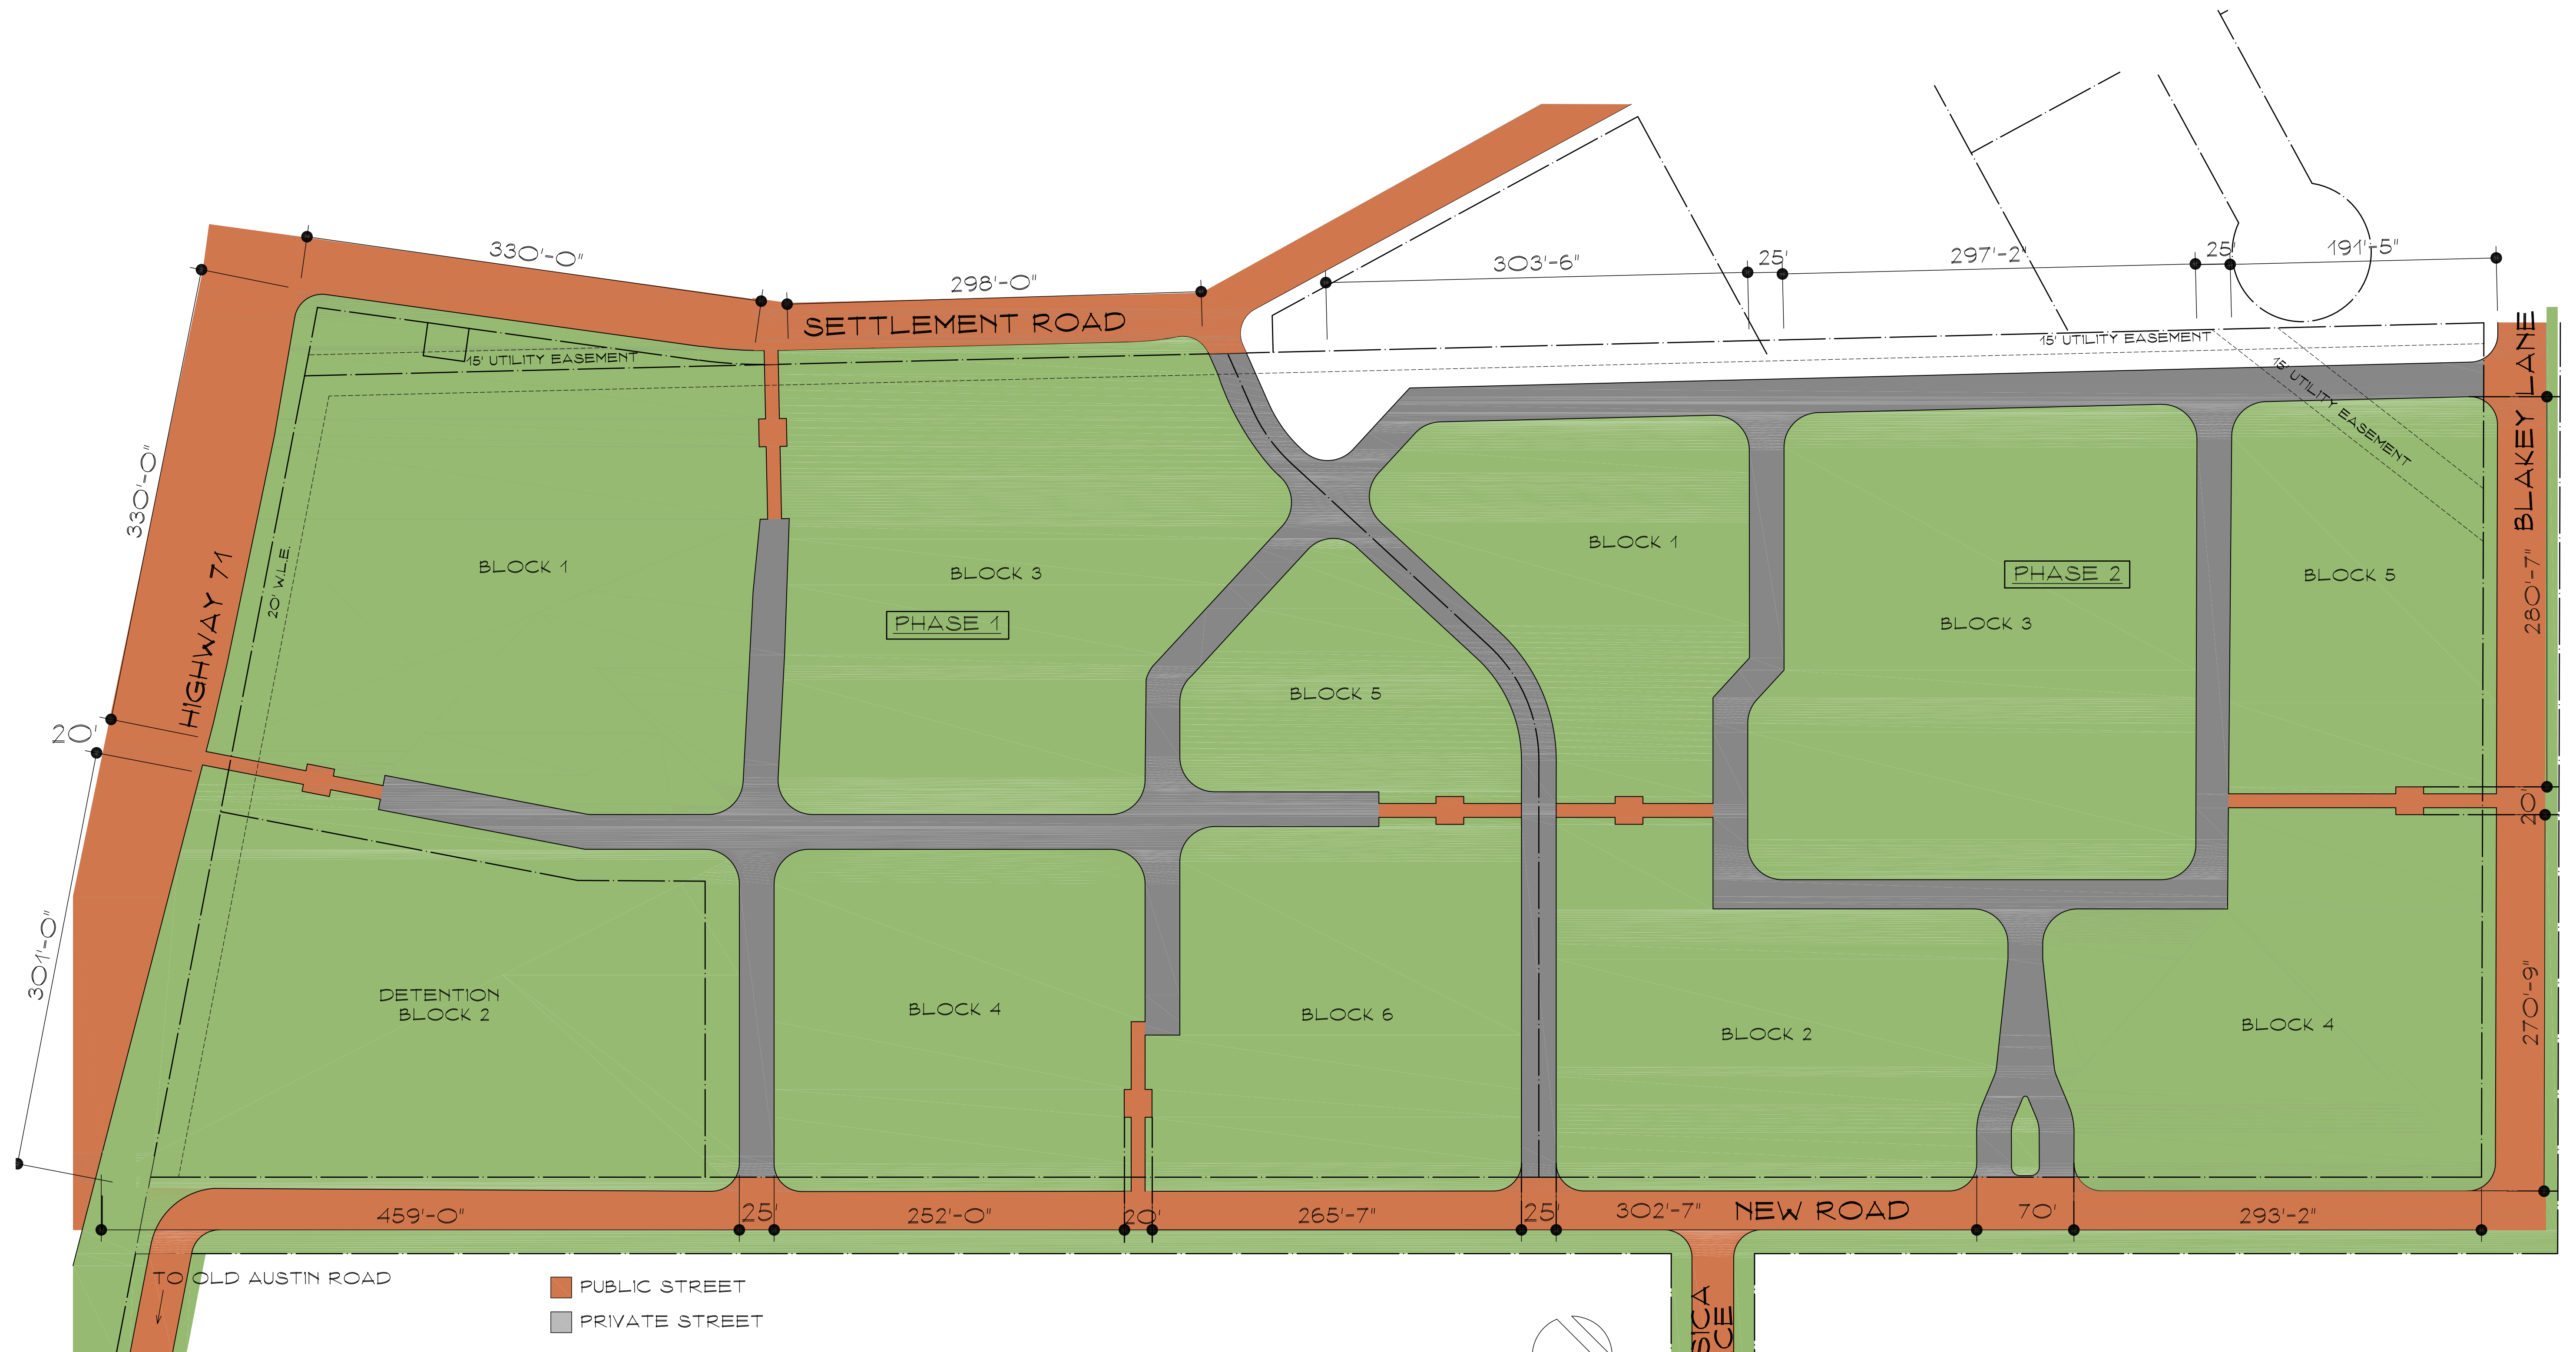 330'-0"
298'-0"
SETTLEMENT ROAD
303'-6"
25'
297'-2"
25'
191'-5"
15' UTILITY EASEMENT
15' UTILITY EASEMENT
15' UTILITY EASEMENT
BLAKEY LANE
330'-0"
HIGHWAY 71
20' W.L.E.
BLOCK 1
BLOCK 3
PHASE 1
BLOCK 5
BLOCK 1
PHASE 2
BLOCK 3
BLOCK 5
280'-7"
20'
20'
301'-0"
DETENTION
BLOCK 2
BLOCK 4
BLOCK 6
BLOCK 2
BLOCK 4
270'-9"
459'-0"
25'
252'-0"
20'
265'-7"
25'
302'-7"
NEW ROAD
70'
293'-2"
TO OLD AUSTIN ROAD
PUBLIC STREET
PRIVATE STREET